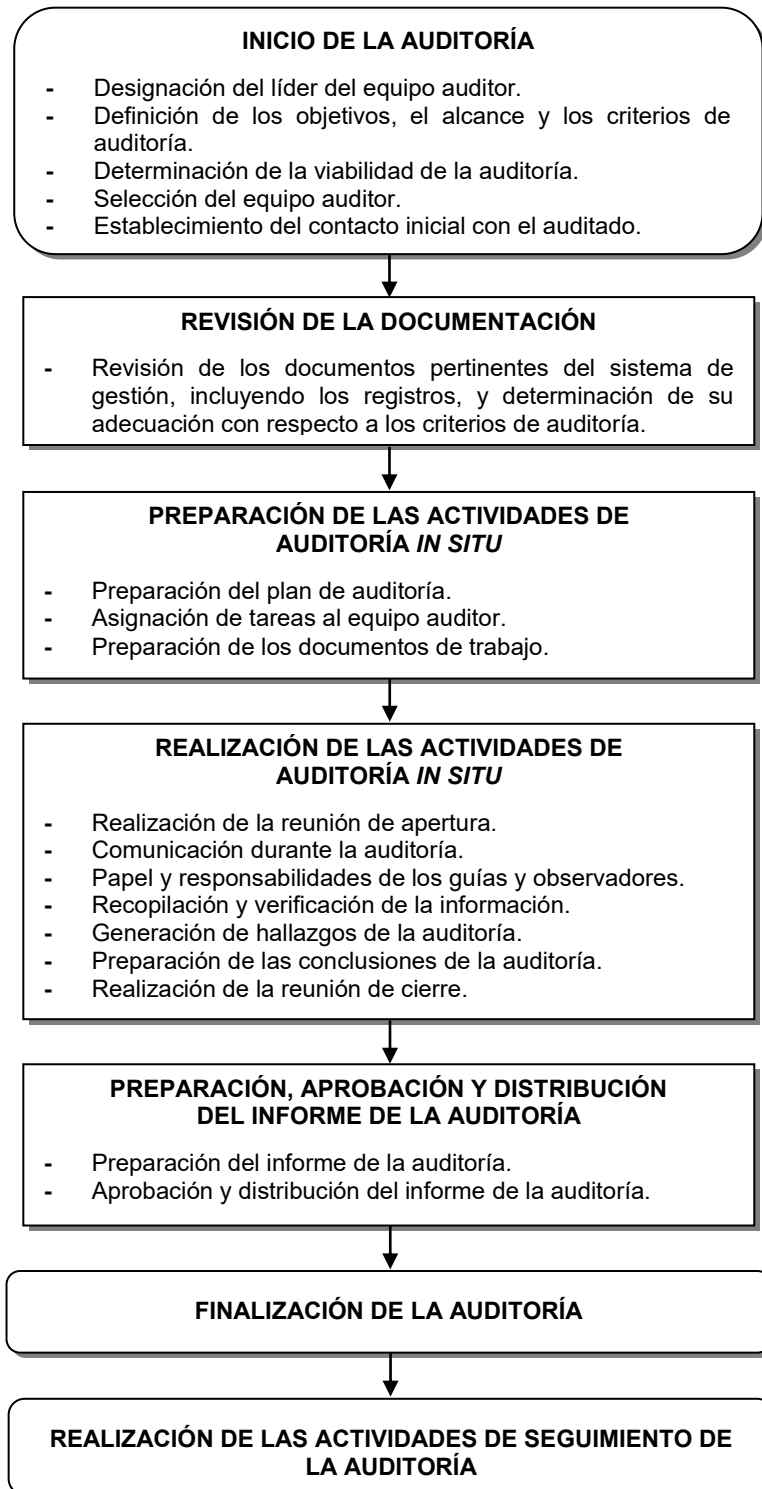 INICIO DE LA AUDITORÍA
- Designación del líder del equipo auditor.
- Definición de los objetivos, el alcance y los criterios de
auditoría.
- Determinación de la viabilidad de la auditoría.
- Selección del equipo auditor.
- Establecimiento del contacto inicial con el auditado.
REVISIÓN DE LA DOCUMENTACIÓN
- Revisión de los documentos pertinentes del sistema de
gestión, incluyendo los registros, y determinación de su
adecuación con respecto a los criterios de auditoría.
PREPARACIÓN DE LAS ACTIVIDADES DE
AUDITORÍA IN SITU
- Preparación del plan de auditoría.
- Asignación de tareas al equipo auditor.
- Preparación de los documentos de trabajo.
REALIZACIÓN DE LAS ACTIVIDADES DE
AUDITORÍA IN SITU
- Realización de la reunión de apertura.
- Comunicación durante la auditoría.
- Papel y responsabilidades de los guías y observadores.
- Recopilación y verificación de la información.
- Generación de hallazgos de la auditoría.
- Preparación de las conclusiones de la auditoría.
- Realización de la reunión de cierre.
PREPARACIÓN, APROBACIÓN Y DISTRIBUCIÓN
DEL INFORME DE LA AUDITORÍA
- Preparación del informe de la auditoría.
- Aprobación y distribución del informe de la auditoría.
FINALIZACIÓN DE LA AUDITORÍA
REALIZACIÓN DE LAS ACTIVIDADES DE SEGUIMIENTO DE
LA AUDITORÍA